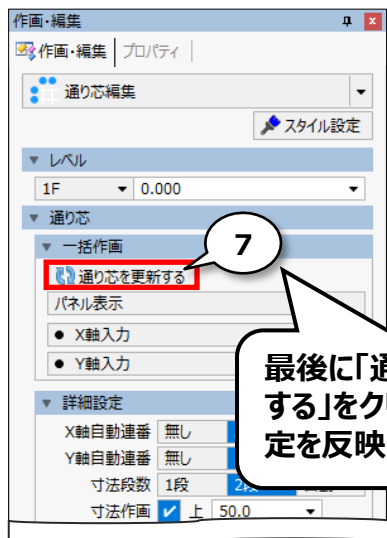 作画・編集
作画・編集 プロパティ
通り芯編集
スタイル設定
レベル
1F 0.000
通り芯
一括作画
7
通り芯を更新する
パネル表示
● X軸入力
● Y軸入力
最後に「通
する」をク
定を反映
詳細設定
X軸自動連番 無し
Y軸自動連番 無し
寸法段数 1段
寸法作画 上 50.0